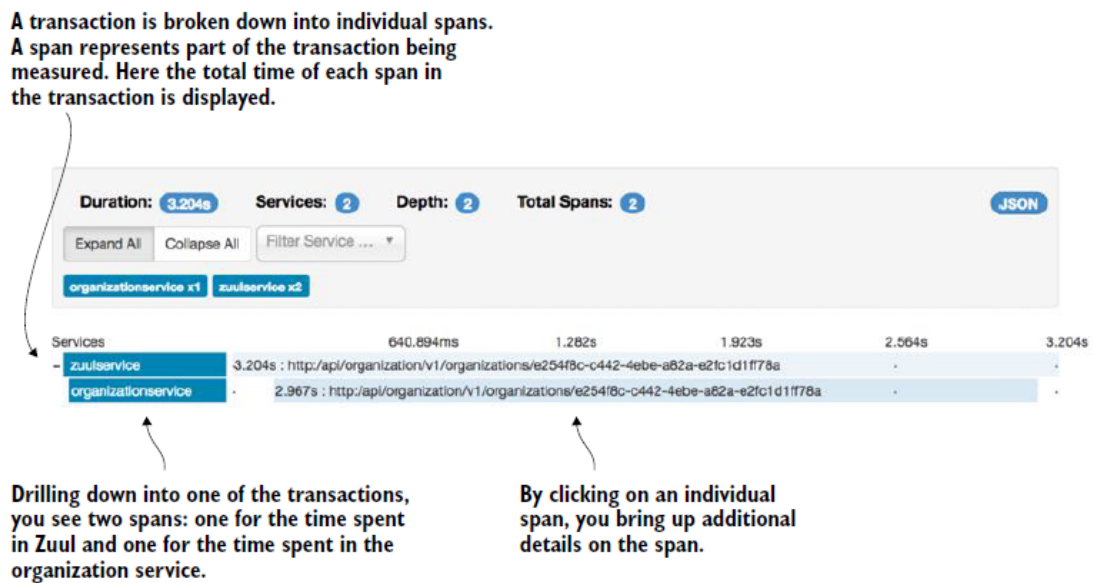 A transaction is broken down into individual spans.
A span represents part of the transaction being
measured. Here the total time of each span in
the transaction is displayed.
Duration: 3.204s Services: 2 Depth: 2 Total Spans: 2 JSON
Expand All Collapse All Filter Service ...
organizationservice x1 zuulservice x2
Services 640.894ms 1.282s 1.923s 2.564s 3.204s
- zuulservice 3.204s : http:/api/organization/v1/organizations/e254f8c-c442-4ebe-a82a-e2fc1d1ff78a
organizationservice 2.967s : http:/api/organization/v1/organizations/e254f8c-c442-4ebe-a82a-e2fc1d1ff78a
Drilling down into one of the transactions,
you see two spans: one for the time spent
in Zuul and one for the time spent in the
organization service.
By clicking on an individual
span, you bring up additional
details on the span.